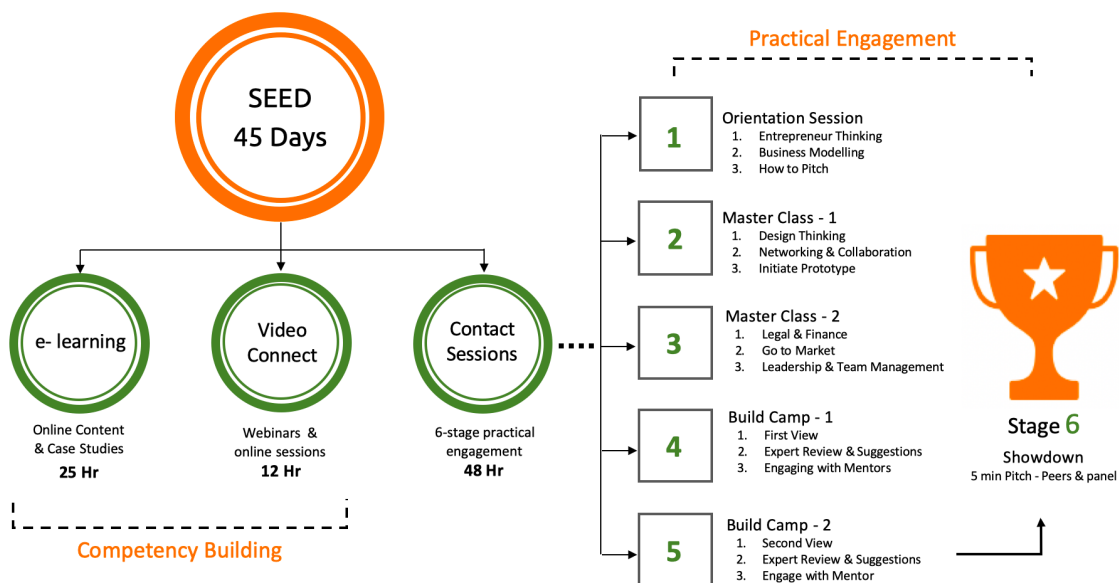 SEED
45 Days
e- learning
Online Content
& Case Studies
25 Hr
Video
Connect
Webinars &
online sessions
12 Hr
Contact
Sessions
6-stage practical
engagement
48 Hr
Competency Building
Practical Engagement
1
Orientation Session
1. Entrepreneur Thinking
2. Business Modelling
3. How to Pitch
2
Master Class - 1
1. Design Thinking
2. Networking & Collaboration
3. Initiate Prototype
3
Master Class - 2
1. Legal & Finance
2. Go to Market
3. Leadership & Team Management
4
Build Camp - 1
1. First View
2. Expert Review & Suggestions
3. Engaging with Mentors
5
Build Camp - 2
1. Second View
2. Expert Review & Suggestions
3. Engage with Mentor
Stage 6
Showdown
5 min Pitch - Peers & panel